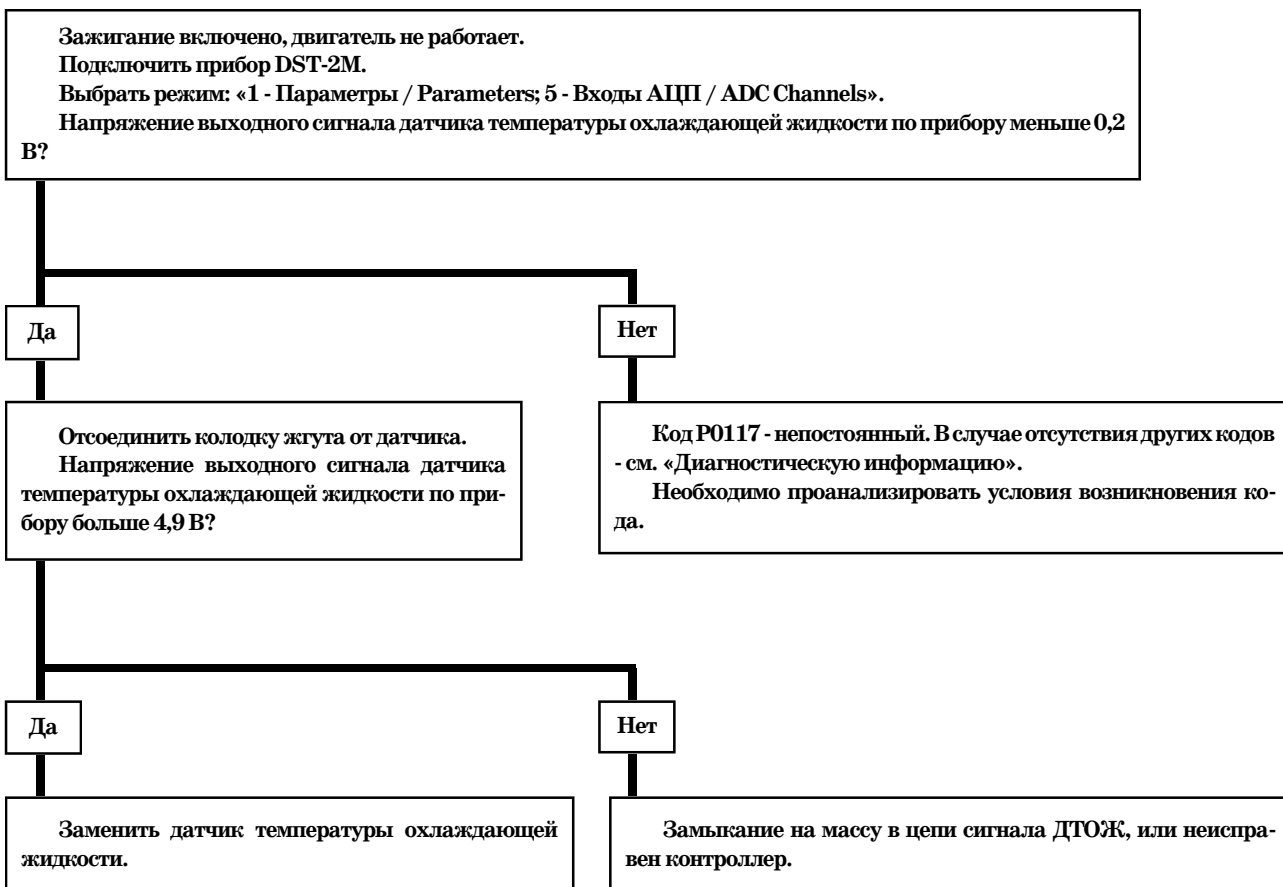 Зажигание включено, двигатель не работает.
Подключить прибор DST-2M.
Выбрать режим: «1 - Параметры / Parameters; 5 - Входы АЦП / ADC Channels».
Напряжение выходного сигнала датчика температуры охлаждающей жидкости по прибору меньше 0,2
В?
Да
Нет
Отсоединить колодку жгута от датчика.
Напряжение выходного сигнала датчика
температуры охлаждающей жидкости по при-
бору больше 4,9 В?
Код Р0117 - непостоянный. В случае отсутствия других кодов
- см. «Диагностическую информацию».
Необходимо проанализировать условия возникновения ко-
да.
Да
Нет
Заменить датчик температуры охлаждающей
жидкости.
Замыкание на массу в цепи сигнала ДТОЖ, или неиспра-
вен контроллер.